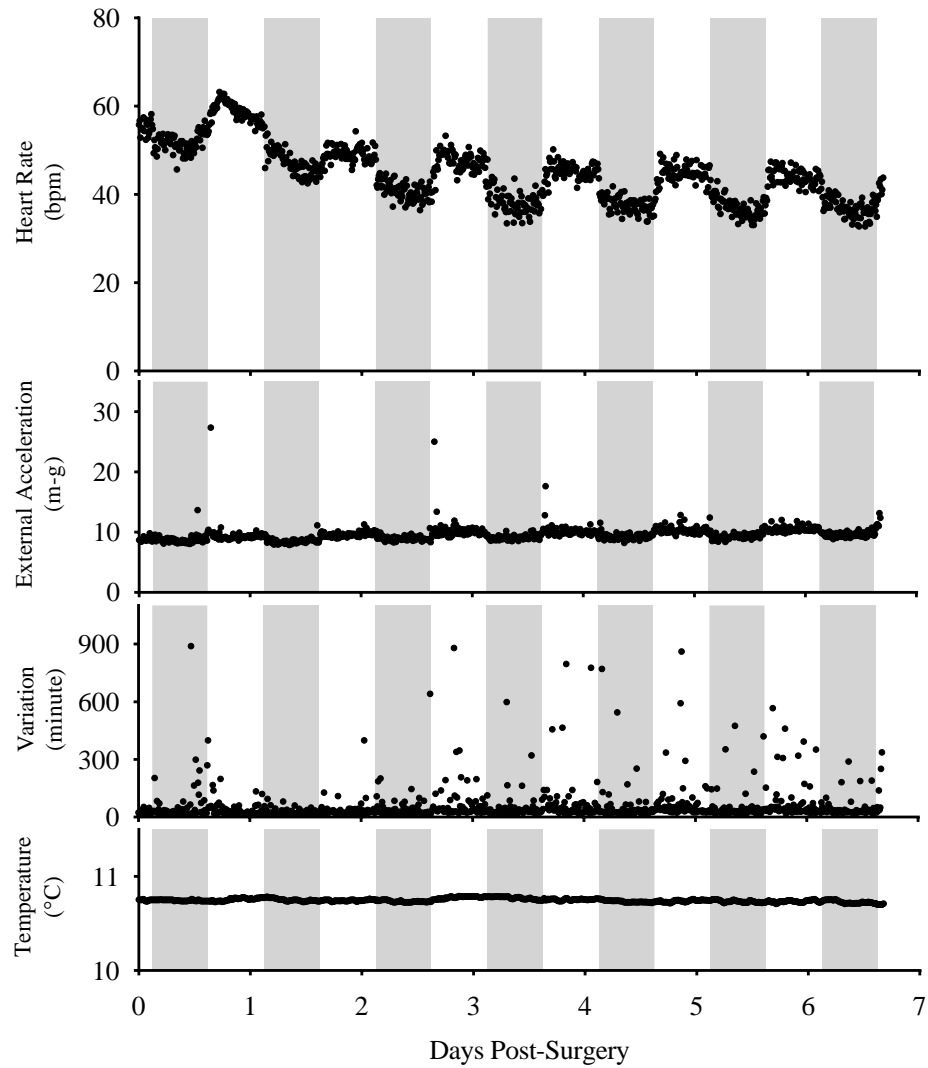 80
60
40
20
0
Heart Rate
(bpm)
30
20
10
0
External Acceleration
(m-g)
900
600
300
0
Variation
(minute)
11
10
Temperature
(°C)
0 1 2 3 4 5 6 7
Days Post-Surgery